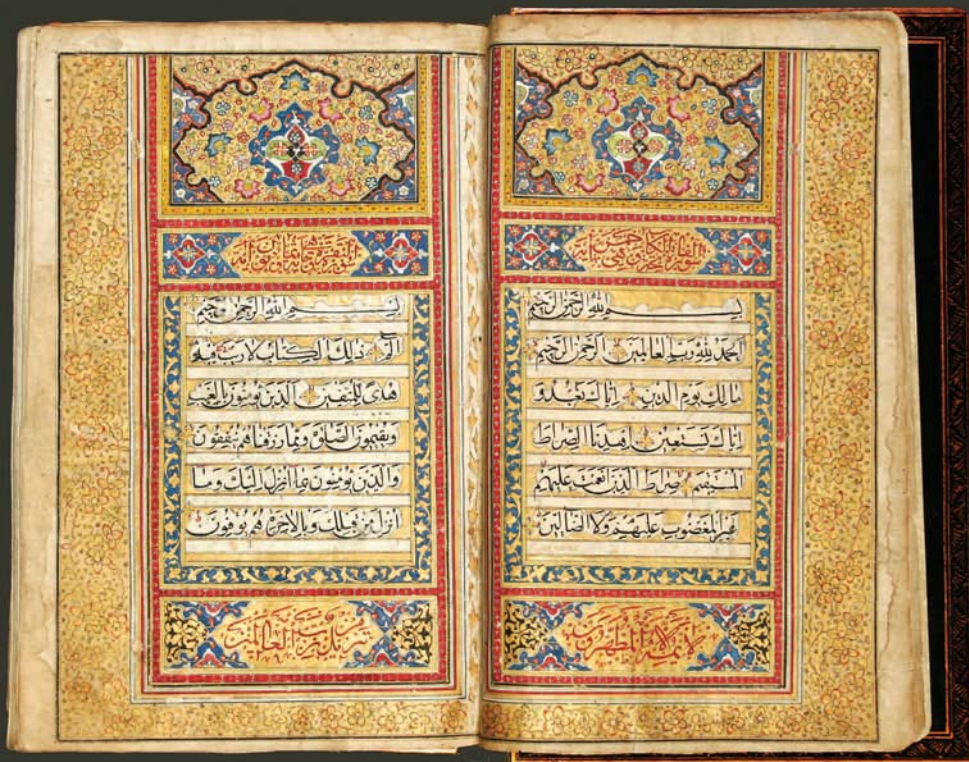 بسم الله الرحمن الرحيم
الحمد لله رب العالمين الرحمن الرحيم
مالك يوم الدين اياك نعبد و
اياك نستعين اهدنا الصراط
المستقيم صراط الذين انعمت عليهم
غير المغضوب عليهم ولا الضالين
لا يمسه الا المطهرون
بسم الله الرحمن الرحيم
الم ذلك الكتاب لا ريب فيه
هدى للمتقين الذين يؤمنون بالغيب
ويقيمون الصلوة ومما رزقناهم ينفقون
والذين يؤمنون بما انزل اليك وما
انزل من قبلك وبالاخرة هم يوقنون
تنزيل من رب العالمين